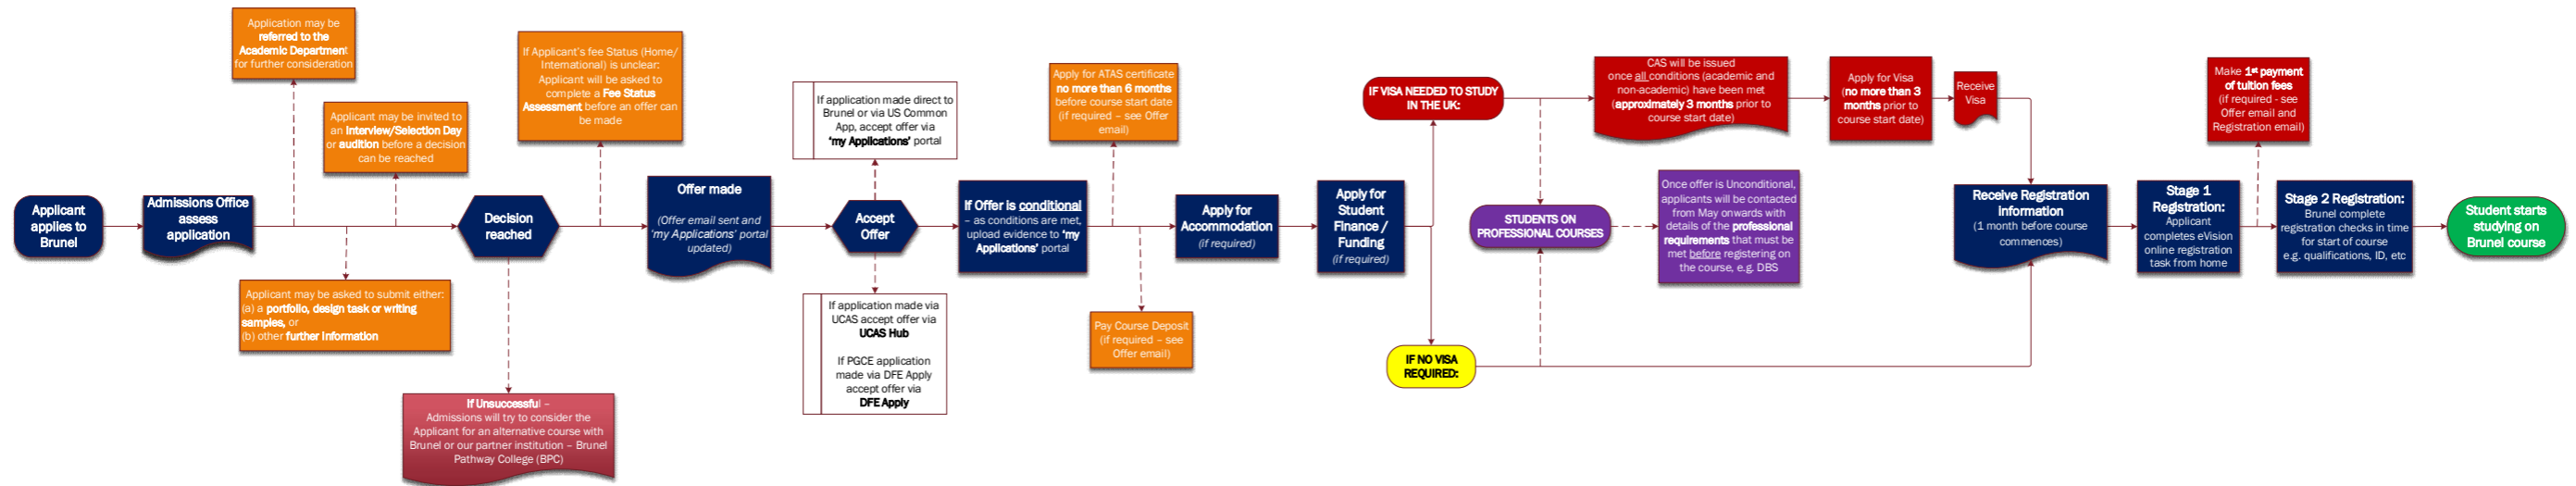 Applicant
applies to
Brunel
Admissions Office
assess
application
Application may be
referred to the
Academic Department
for further consideration
Applicant may be invited to
an Interview/Selection Day
or audition before a decision
can be reached
Applicant may be asked to submit either:
(a) a portfolio, design task or writing
samples, or
(b) other further information
Decision
reached
If Unsuccessful –
Admissions will try to consider the
Applicant for an alternative course with
Brunel or our partner institution – Brunel
Pathway College (BPC)
If Applicant's fee Status (Home/
International) is unclear:
Applicant will be asked to
complete a Fee Status
Assessment before an offer can
be made
Offer made
(Offer email sent and
'my Applications' portal
updated)
If application made direct to
Brunel or via US Common
App, accept offer via
'my Applications' portal
Accept
Offer
If application made via
UCAS accept offer via
UCAS Hub
If PGCE application
made via DFE Apply
accept offer via
DFE Apply
If Offer is conditional
– as conditions are met,
upload evidence to 'my
Applications' portal
Apply for ATAS certificate
no more than 6 months
before course start date
(if required – see Offer
email)
Pay Course Deposit
(if required – see
Offer email)
Apply for
Accommodation
(if required)
Apply for
Student
Finance /
Funding
(if required)
IF VISA NEEDED TO STUDY
IN THE UK:
IF NO VISA
REQUIRED:
STUDENTS ON
PROFESSIONAL COURSES
Once offer is Unconditional,
applicants will be contacted
from May onwards with
details of the professional
requirements that must be
met before registering on
the course, e.g. DBS
CAS will be issued
once all conditions (academic and
non-academic) have been met
(approximately 3 months prior to
course start date)
Apply for Visa
(no more than 3
months prior to
course start date)
Receive
Visa
Receive Registration
Information
(1 month before course
commences)
Stage 1
Registration:
Applicant
completes eVision
online registration
task from home
Make 1st payment
of tuition fees
(if required - see
Offer email and
Registration email)
Stage 2 Registration:
Brunel complete
registration checks in time
for start of course
e.g. qualifications, ID, etc
Student starts
studying on
Brunel course